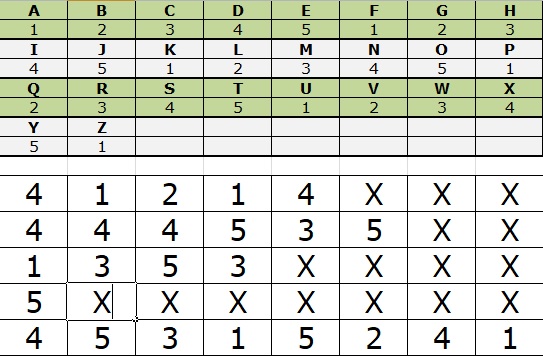 A B C D E F G H
1 2 3 4 5 1 2 3
I J K L M N O P
4 5 1 2 3 4 5 1
Q R S T U V W X
2 3 4 5 1 2 3 4
Y Z
5 1
4 1 2 1 4 X X X
4 4 4 5 3 5 X X
1 3 5 3 X X X X
5 X X X X X X X
4 5 3 1 5 2 4 1